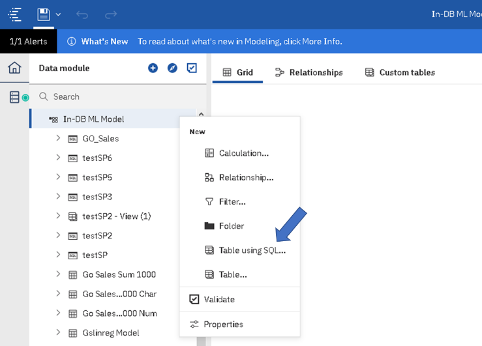 In-DB ML Mo
1/1 Alerts
What's New To read about what's new in Modeling, click More Info.
Data module
Grid
Relationships
Custom tables
Search
In-DB ML Model
GO_Sales
testSP6
testSP5
testSP3
testSP2 - View (1)
testSP2
testSP
Go Sales Sum 1000
Go Sales...000 Char
Go Sales...000 Num
Gslinreg Model
New
Calculation...
Relationship...
Filter...
Folder
Table using SQL...
Table...
Validate
Properties